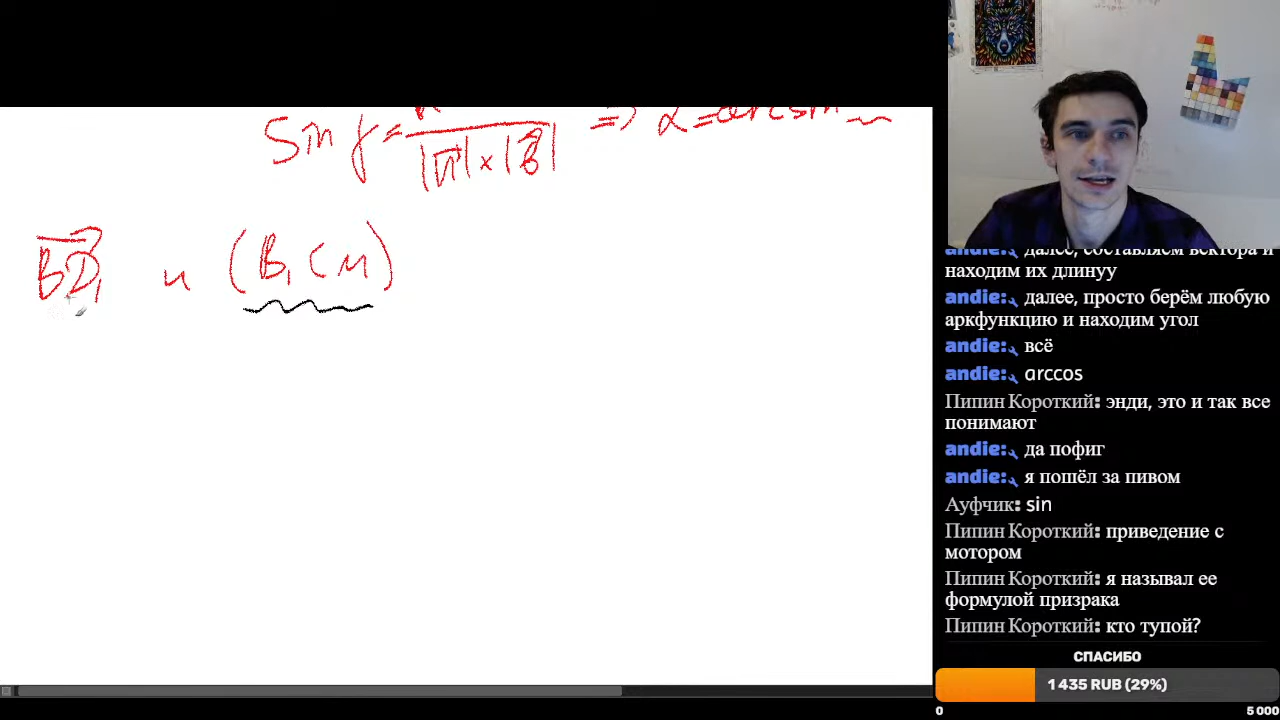 Sin γ = |n⃗| × |B⃗| => α = arcsin
BD₁ и (B₁CM)
andie: далее, составляем вектора и
находим их длинуу
andie: далее, просто берём любую
аркфункцию и находим угол
andie: всё
andie: arccos
Пипин Короткий: энди, это и так все
понимают
andie: да пофиг
andie: я пошёл за пивом
Ауфчик: sin
Пипин Короткий: приведение с
мотором
Пипин Короткий: я называл ее
формулой призрака
Пипин Короткий: кто тупой?
СПАСИБО
1 435 RUB (29%)
0 5 000